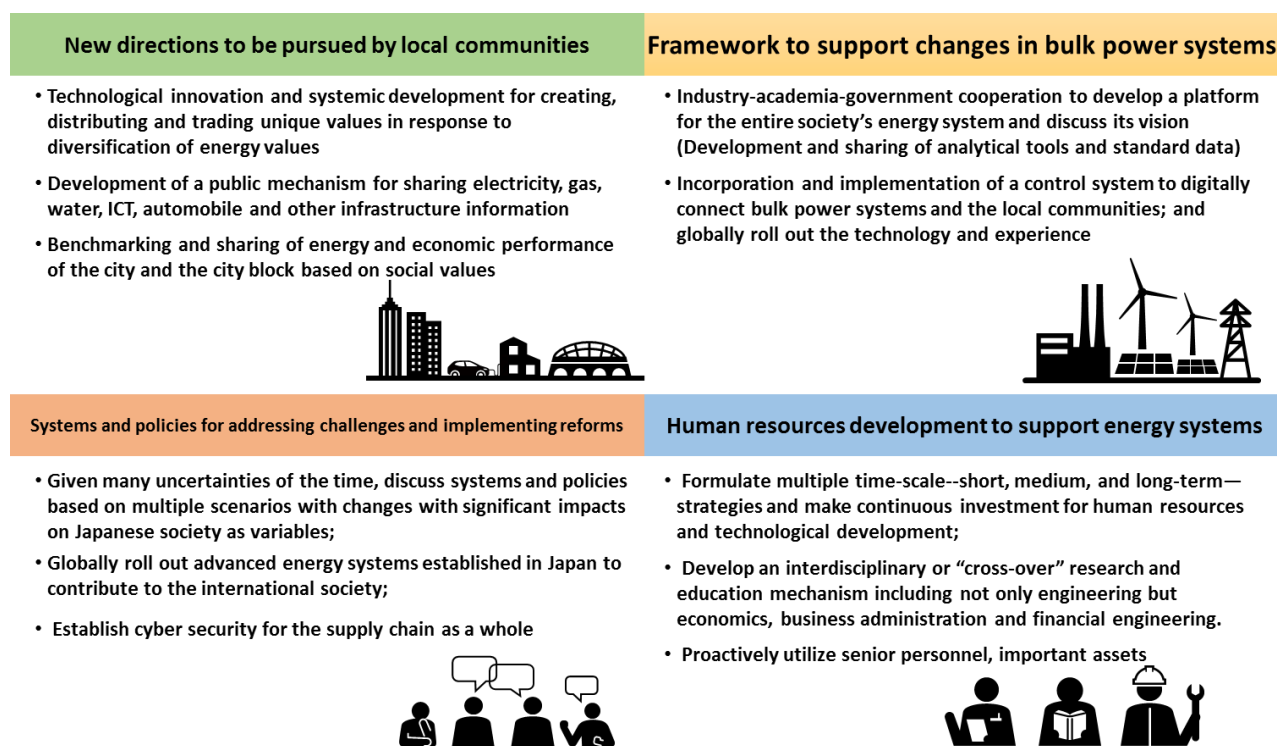 New directions to be pursued by local communities
• Technological innovation and systemic development for creating,
distributing and trading unique values in response to
diversification of energy values
• Development of a public mechanism for sharing electricity, gas,
water, ICT, automobile and other infrastructure information
• Benchmarking and sharing of energy and economic performance
of the city and the city block based on social values
Framework to support changes in bulk power systems
• Industry-academia-government cooperation to develop a platform
for the entire society’s energy system and discuss its vision
(Development and sharing of analytical tools and standard data)
• Incorporation and implementation of a control system to digitally
connect bulk power systems and the local communities; and
globally roll out the technology and experience
Systems and policies for addressing challenges and implementing reforms
• Given many uncertainties of the time, discuss systems and policies
based on multiple scenarios with changes with significant impacts
on Japanese society as variables;
• Globally roll out advanced energy systems established in Japan to
contribute to the international society;
• Establish cyber security for the supply chain as a whole
Human resources development to support energy systems
• Formulate multiple time-scale--short, medium, and long-term—
strategies and make continuous investment for human resources
and technological development;
• Develop an interdisciplinary or “cross-over” research and
education mechanism including not only engineering but
economics, business administration and financial engineering.
• Proactively utilize senior personnel, important assets